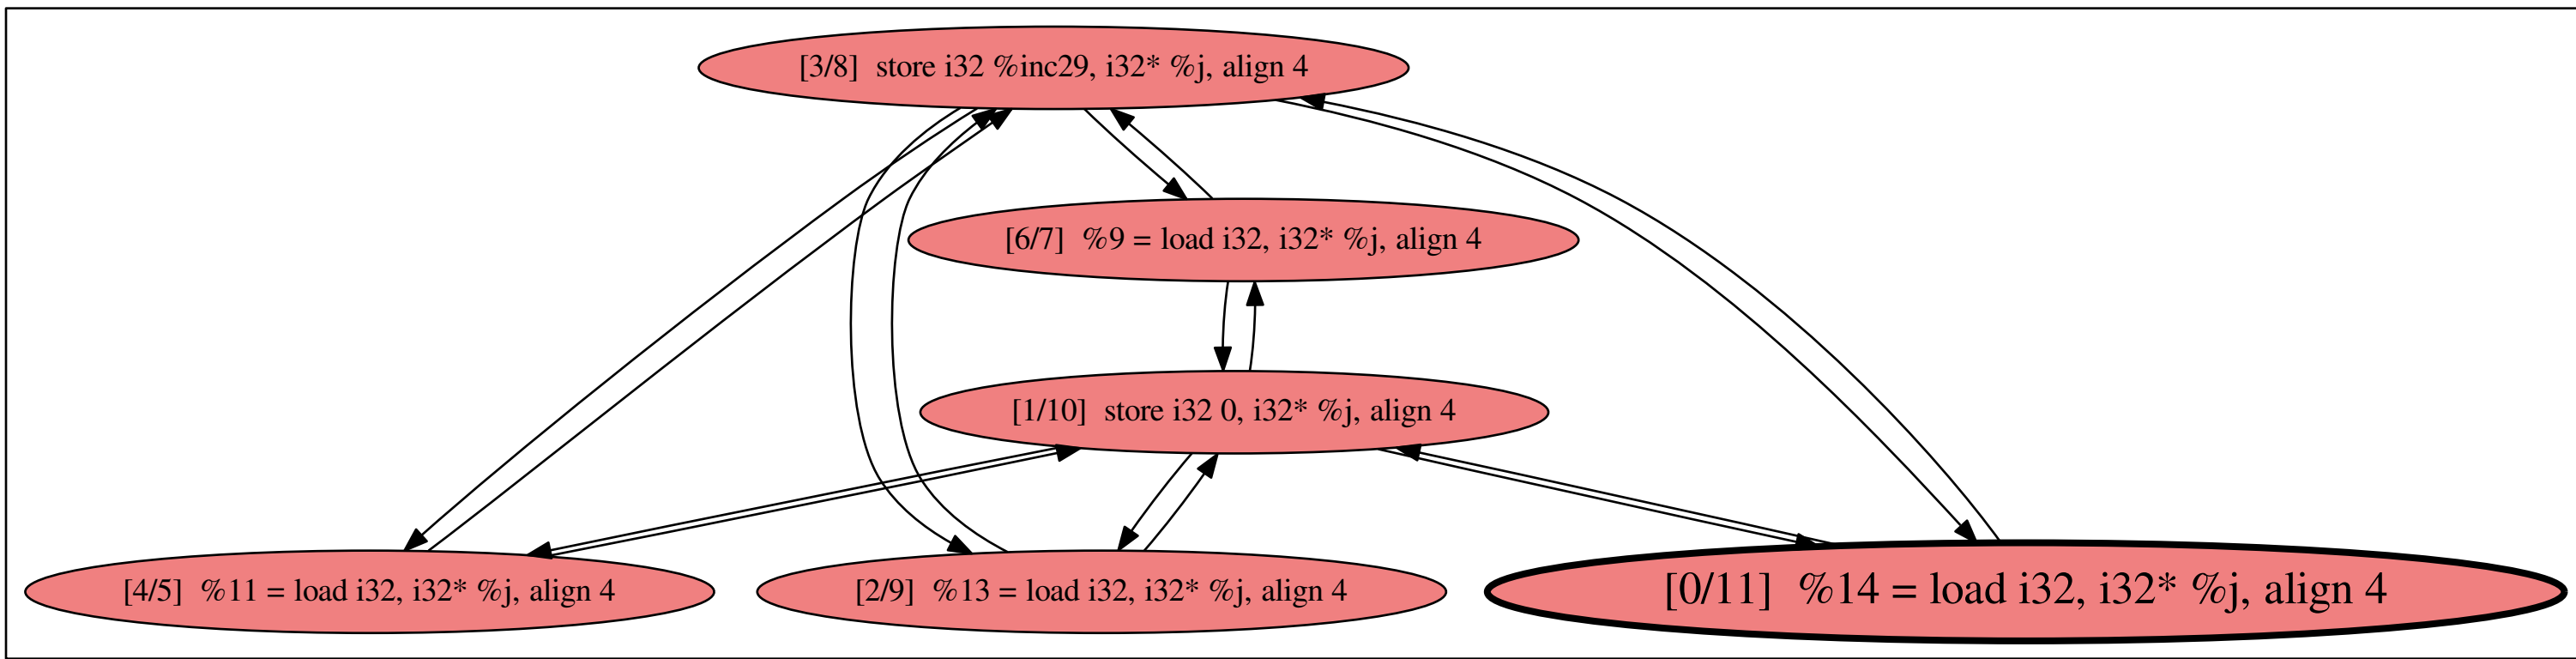 [3/8]  store i32 %inc29, i32* %j, align 4
[6/7]  %9 = load i32, i32* %j, align 4
[1/10]  store i32 0, i32* %j, align 4
[4/5]  %11 = load i32, i32* %j, align 4
[2/9]  %13 = load i32, i32* %j, align 4
[0/11]  %14 = load i32, i32* %j, align 4